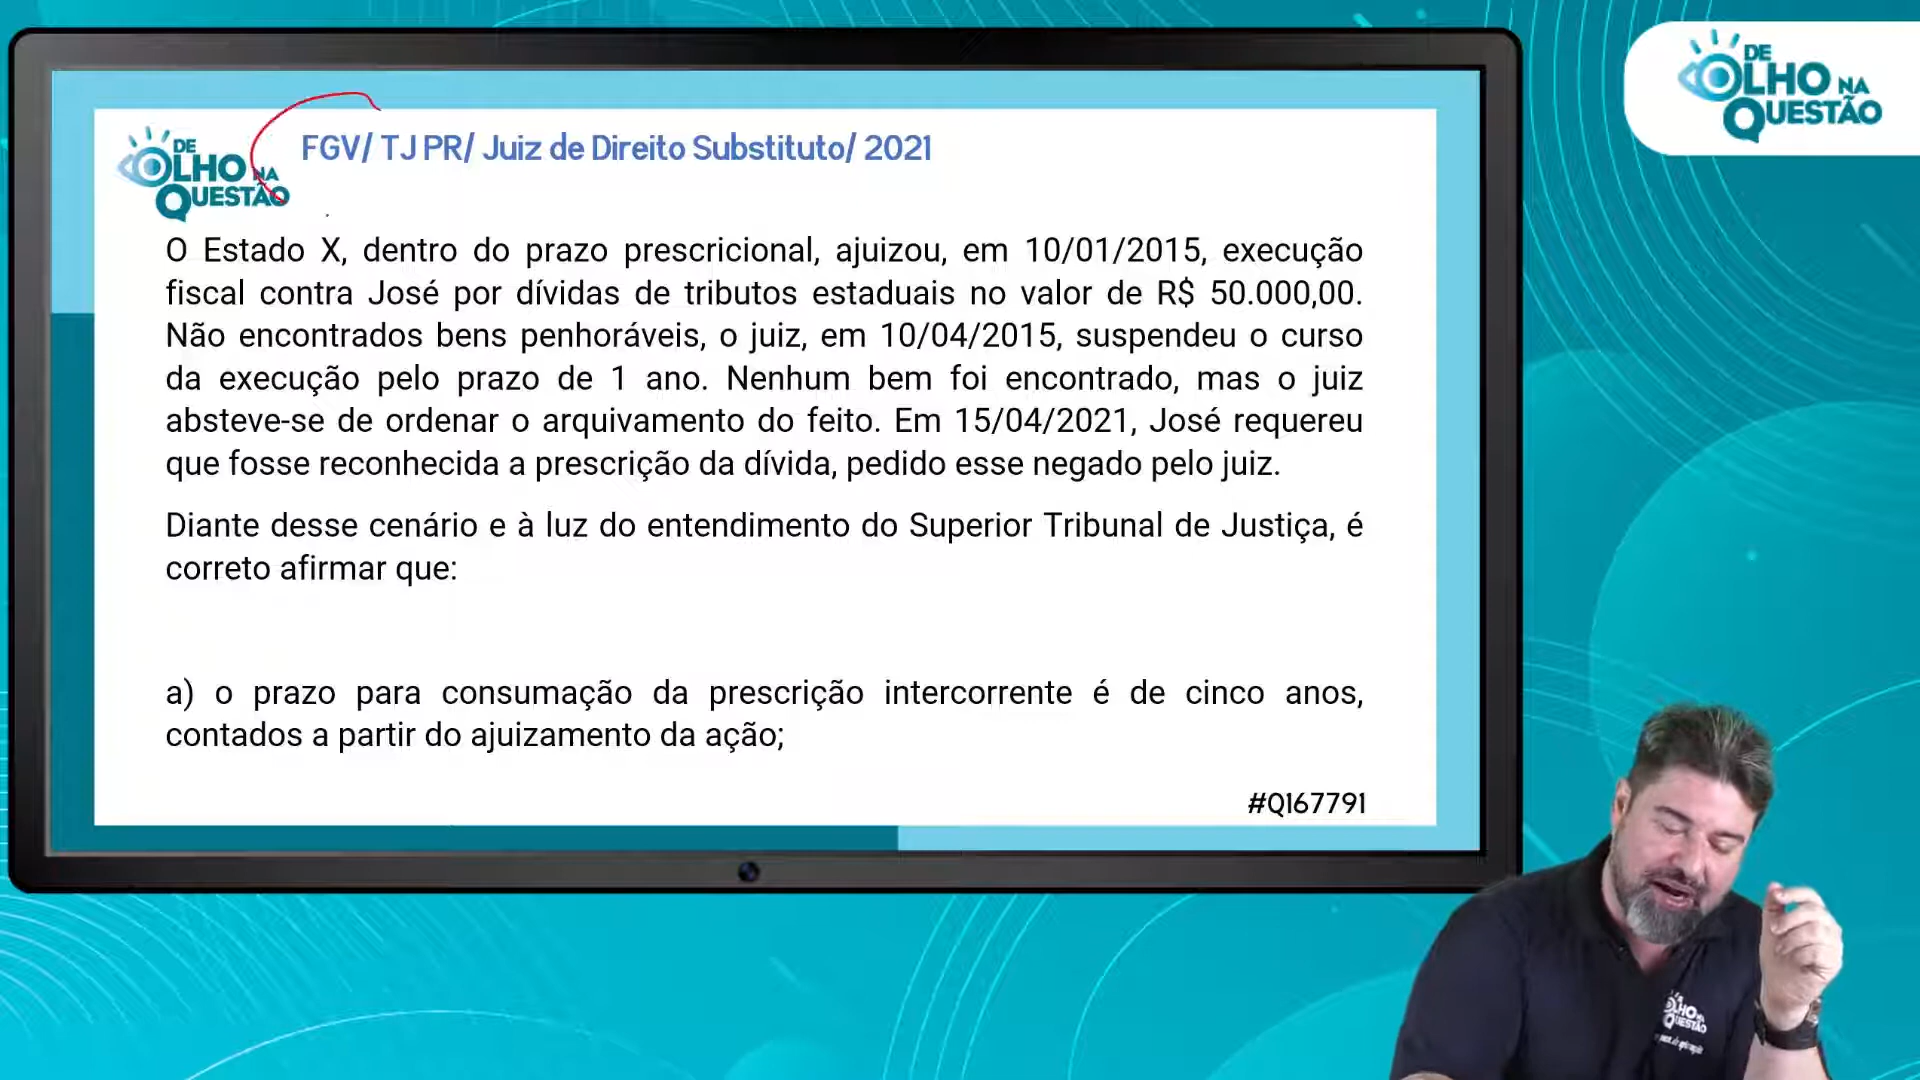 DE
OLHO NA
QUESTÃO
FGV/ TJ PR/ Juiz de Direito Substituto/ 2021
DE
OLHO NA
QUESTÃO
O Estado X, dentro do prazo prescricional, ajuizou, em 10/01/2015, execução
fiscal contra José por dívidas de tributos estaduais no valor de R$ 50.000,00.
Não encontrados bens penhoráveis, o juiz, em 10/04/2015, suspendeu o curso
da execução pelo prazo de 1 ano. Nenhum bem foi encontrado, mas o juiz
absteve-se de ordenar o arquivamento do feito. Em 15/04/2021, José requereu
que fosse reconhecida a prescrição da dívida, pedido esse negado pelo juiz.
Diante desse cenário e à luz do entendimento do Superior Tribunal de Justiça, é
correto afirmar que:
a) o prazo para consumação da prescrição intercorrente é de cinco anos,
contados a partir do ajuizamento da ação;
#Q167791
DE
OLHO NA
QUESTÃO